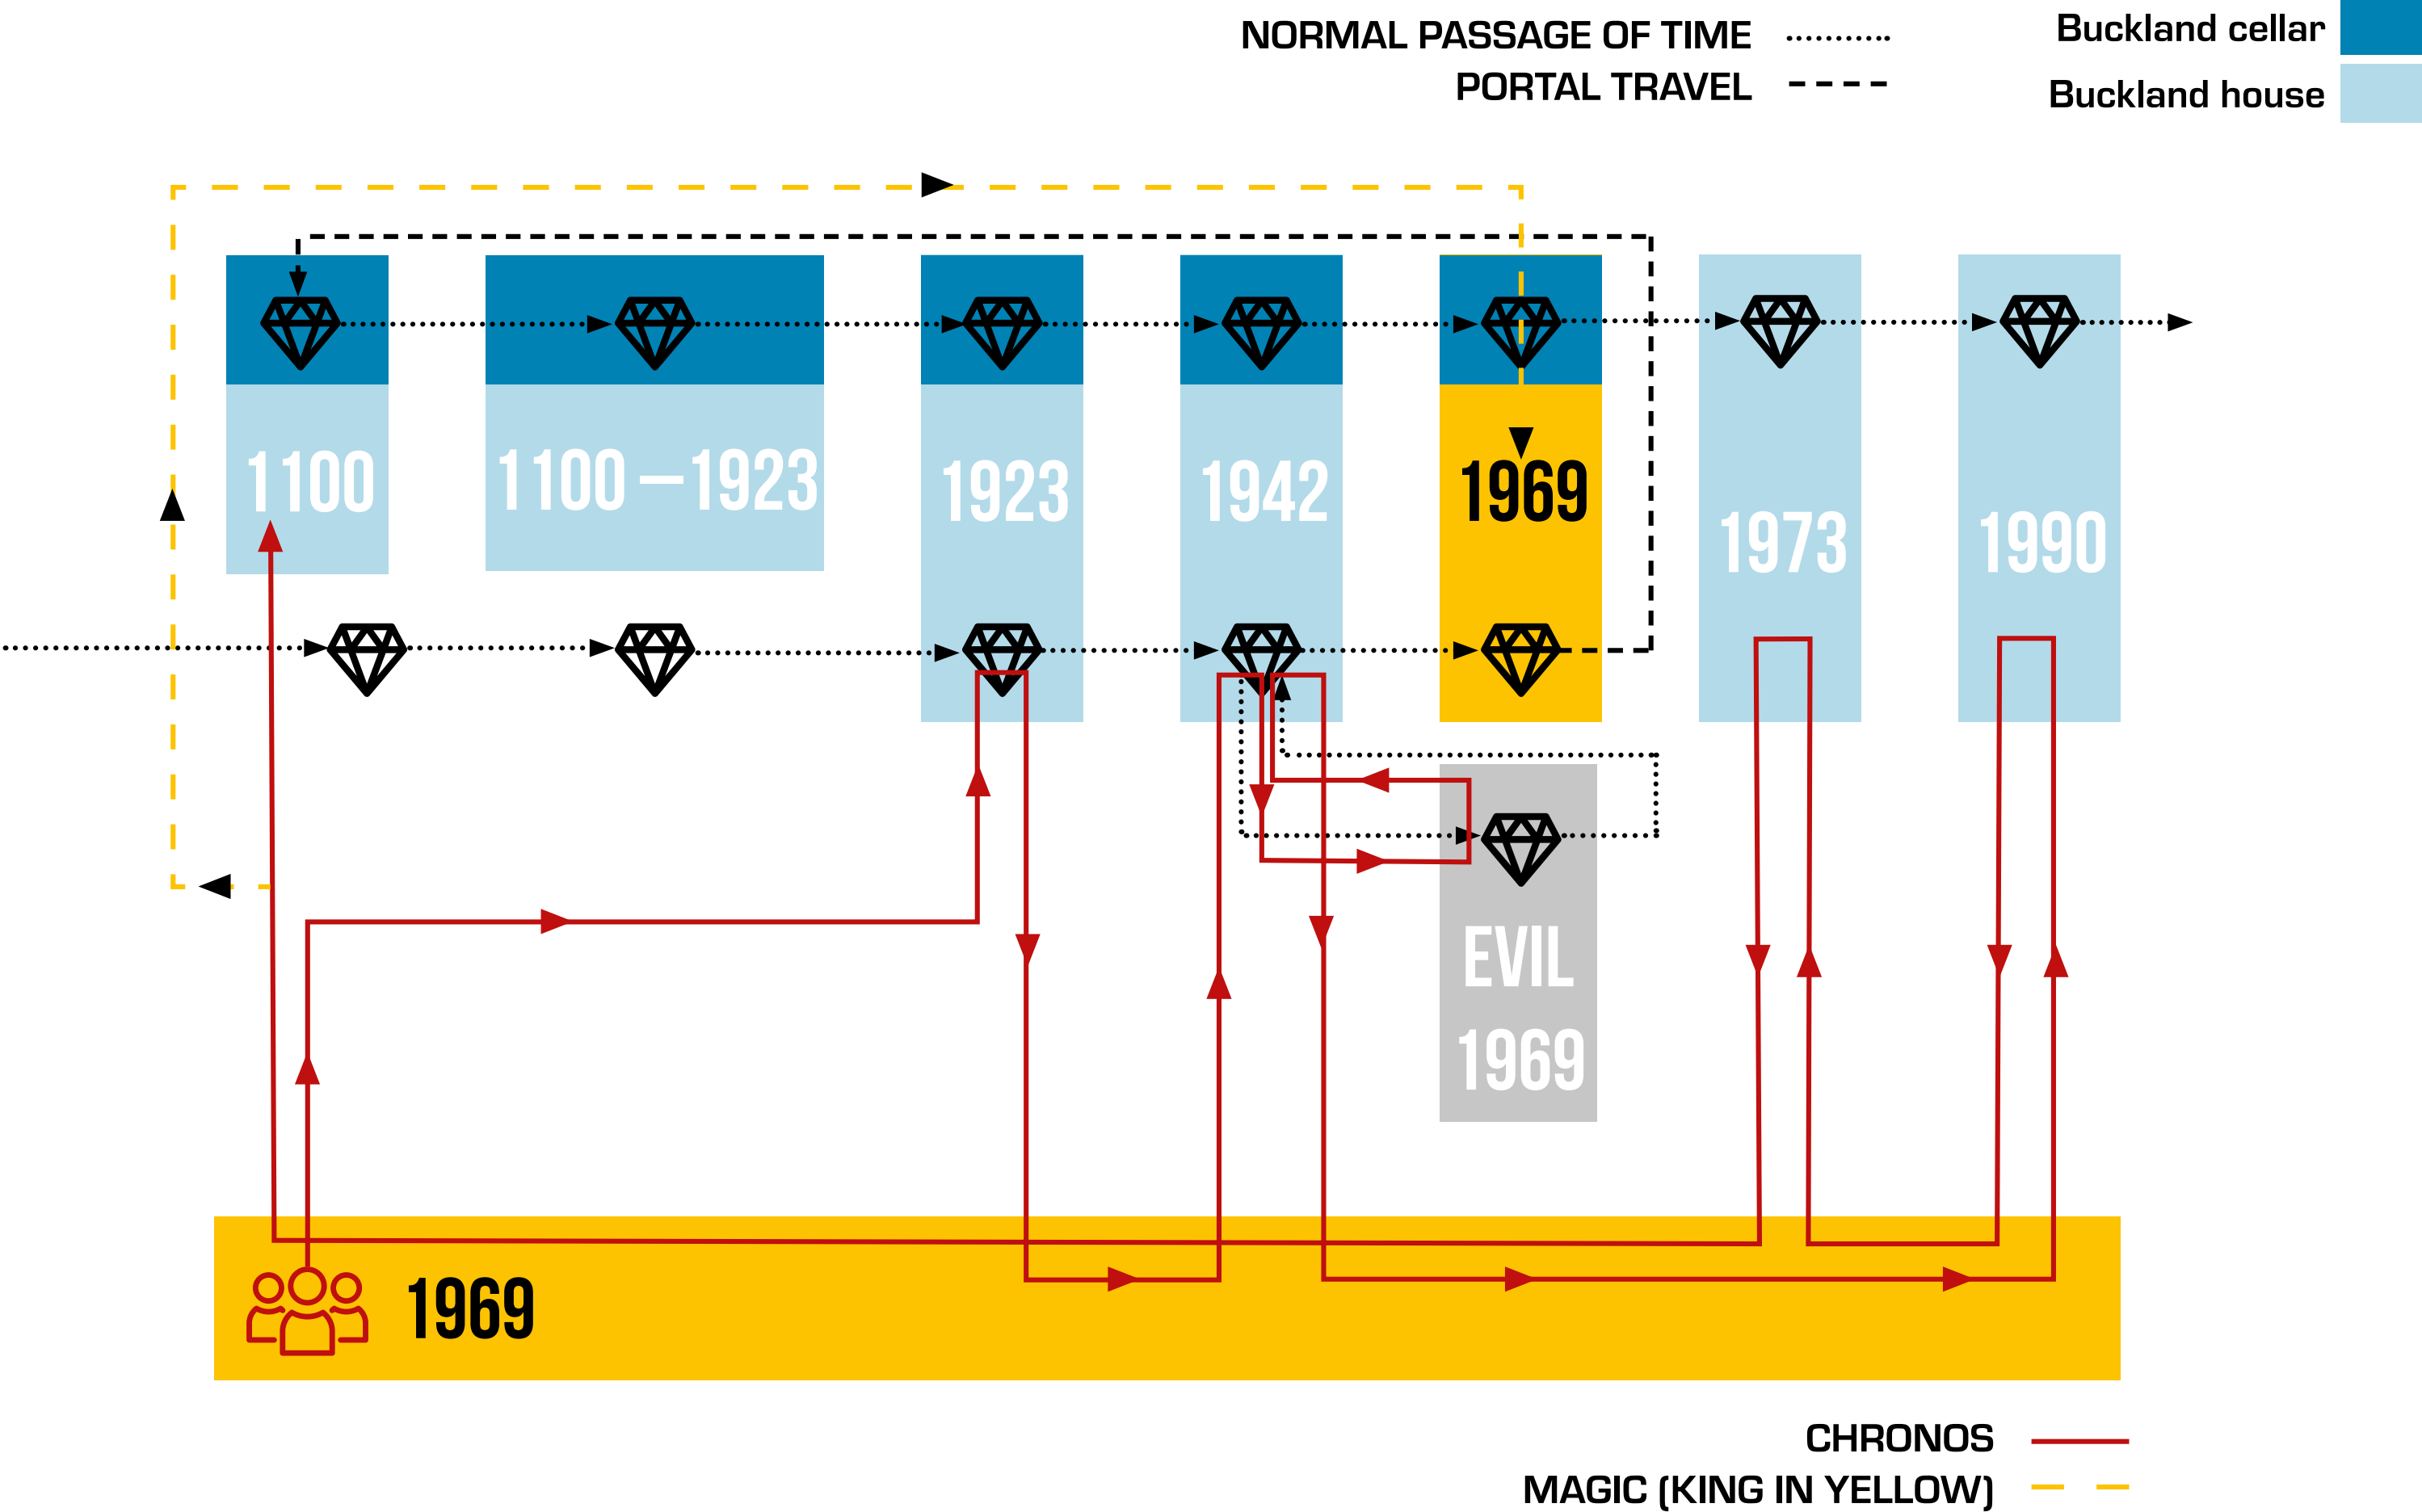 NORMAL PASSAGE OF TIME
PORTAL TRAVEL
Buckland cellar
Buckland house
1100
1100 – 1923
1923
1942
1969
1973
1990
EVIL
1969
1969
CHRONOS
MAGIC (KING IN YELLOW)